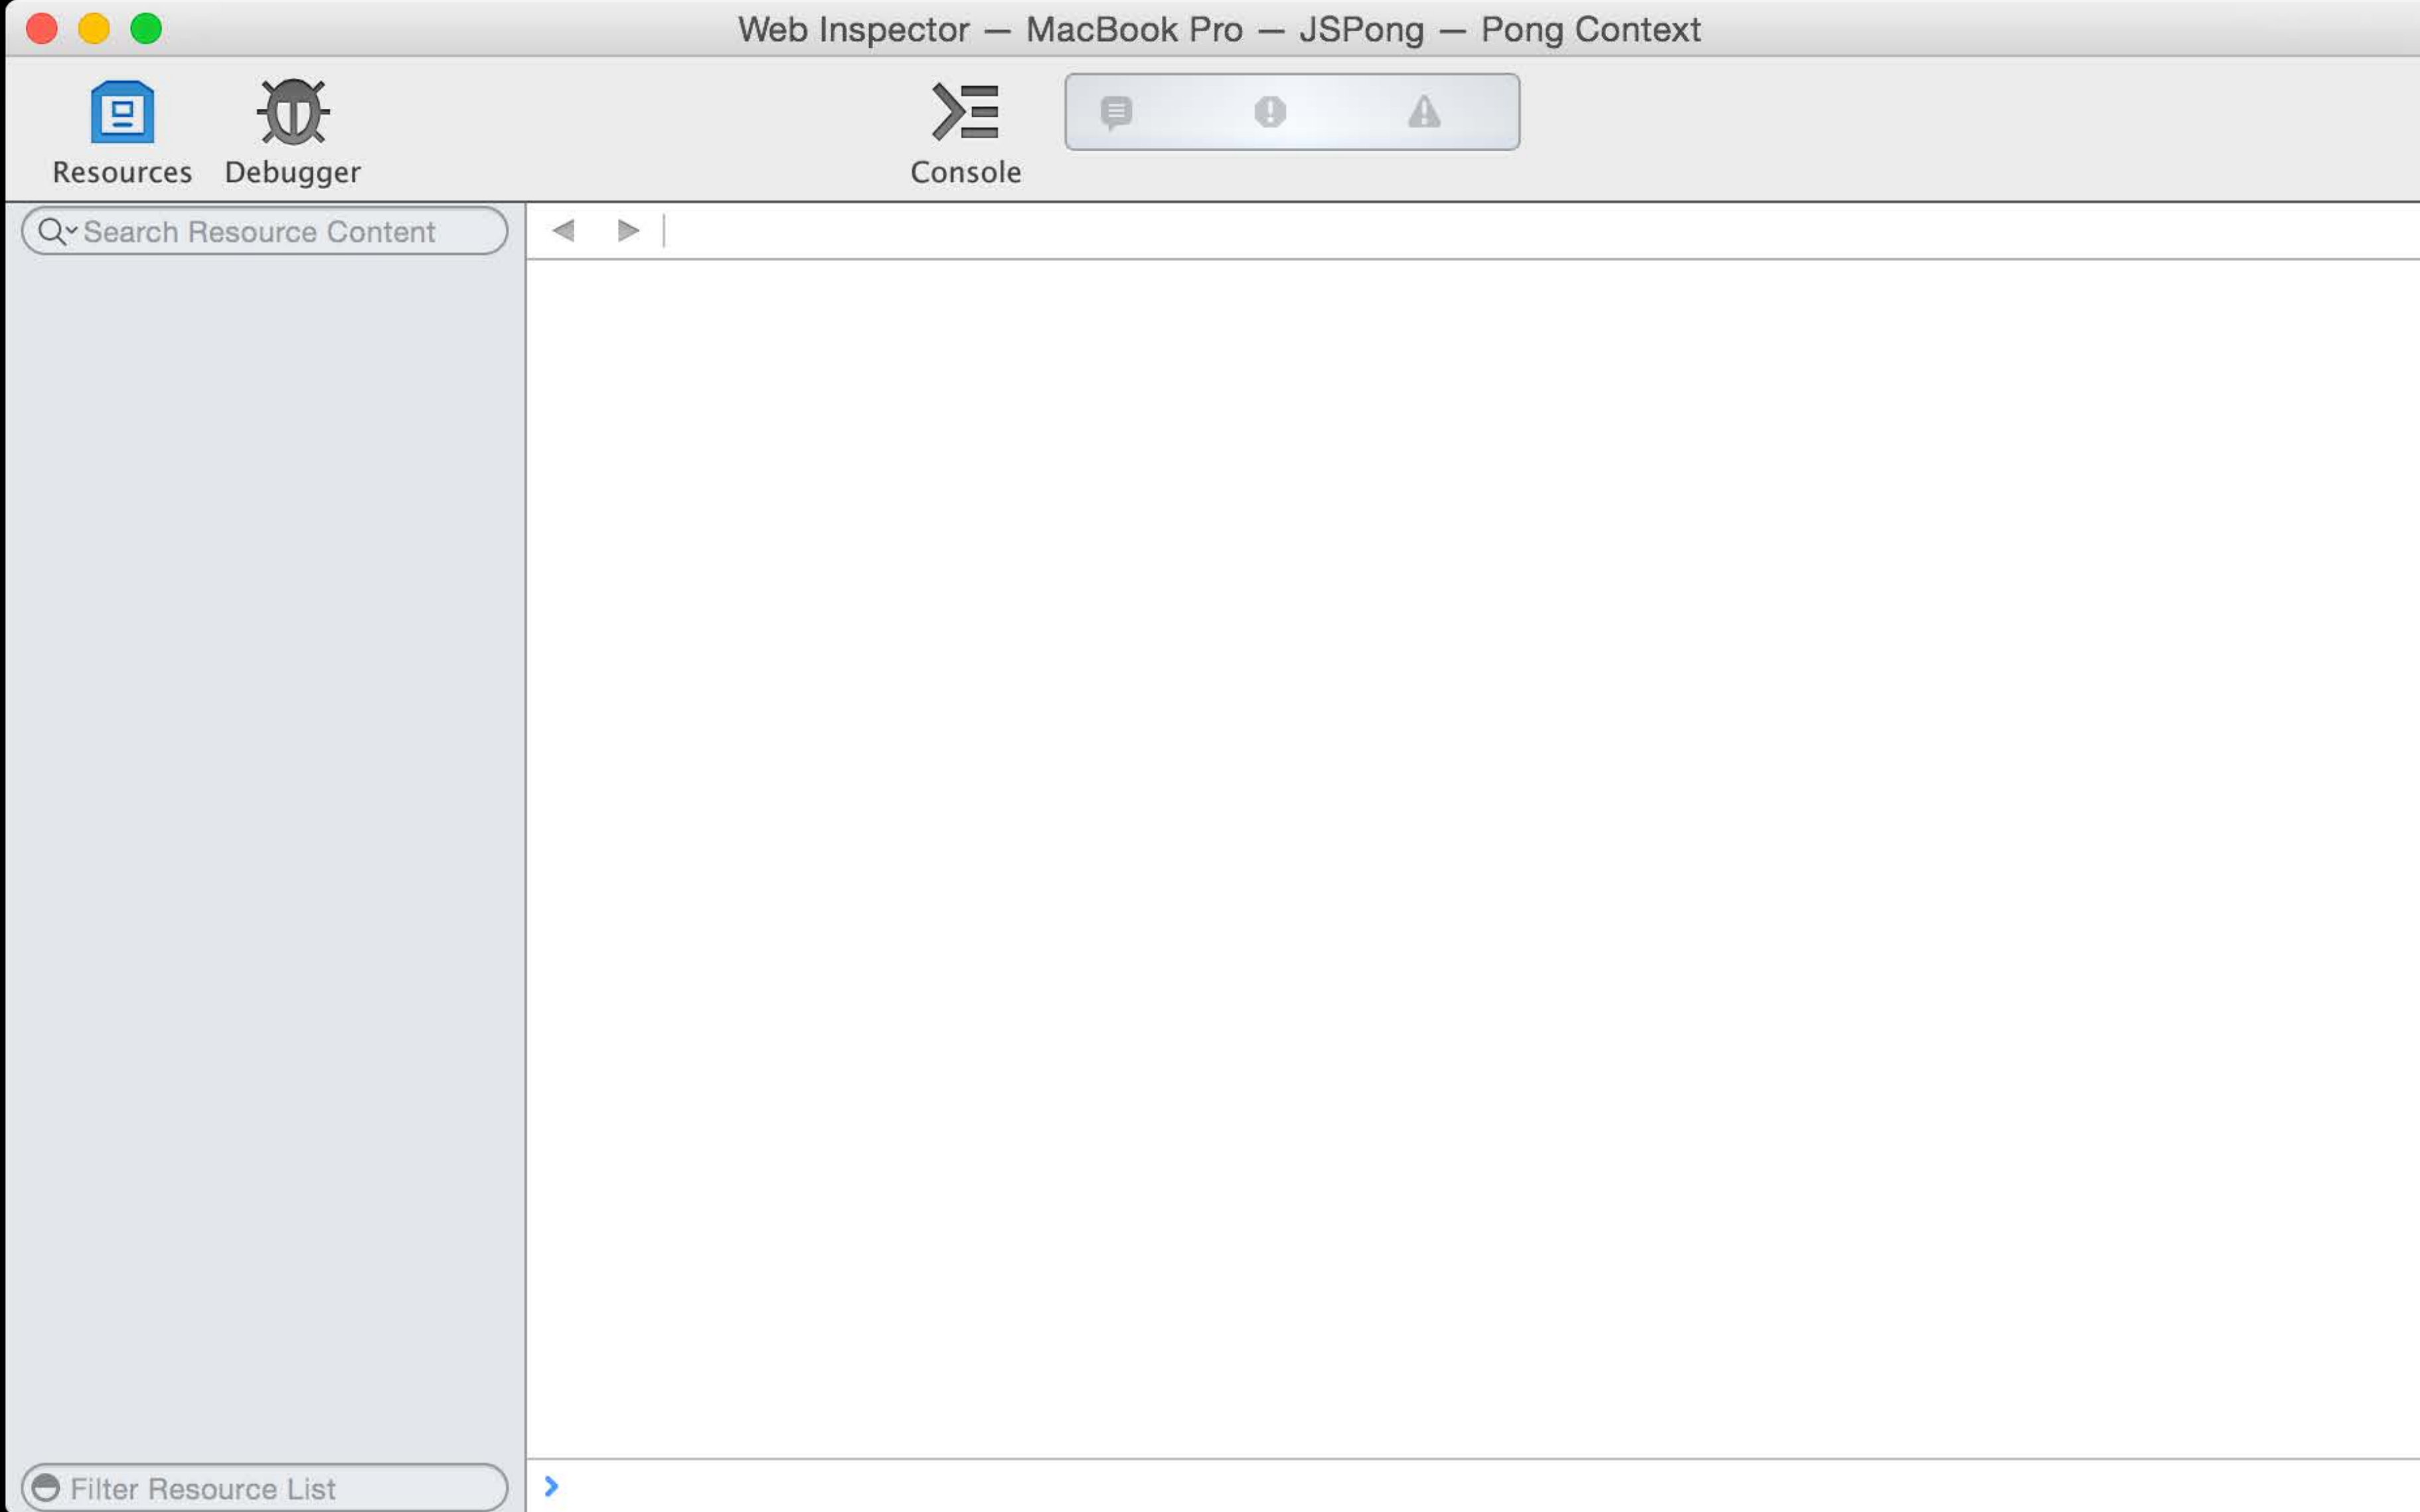 Web Inspector — MacBook Pro — JSPong — Pong Context
Resources Debugger Console
Search Resource Content
Filter Resource List